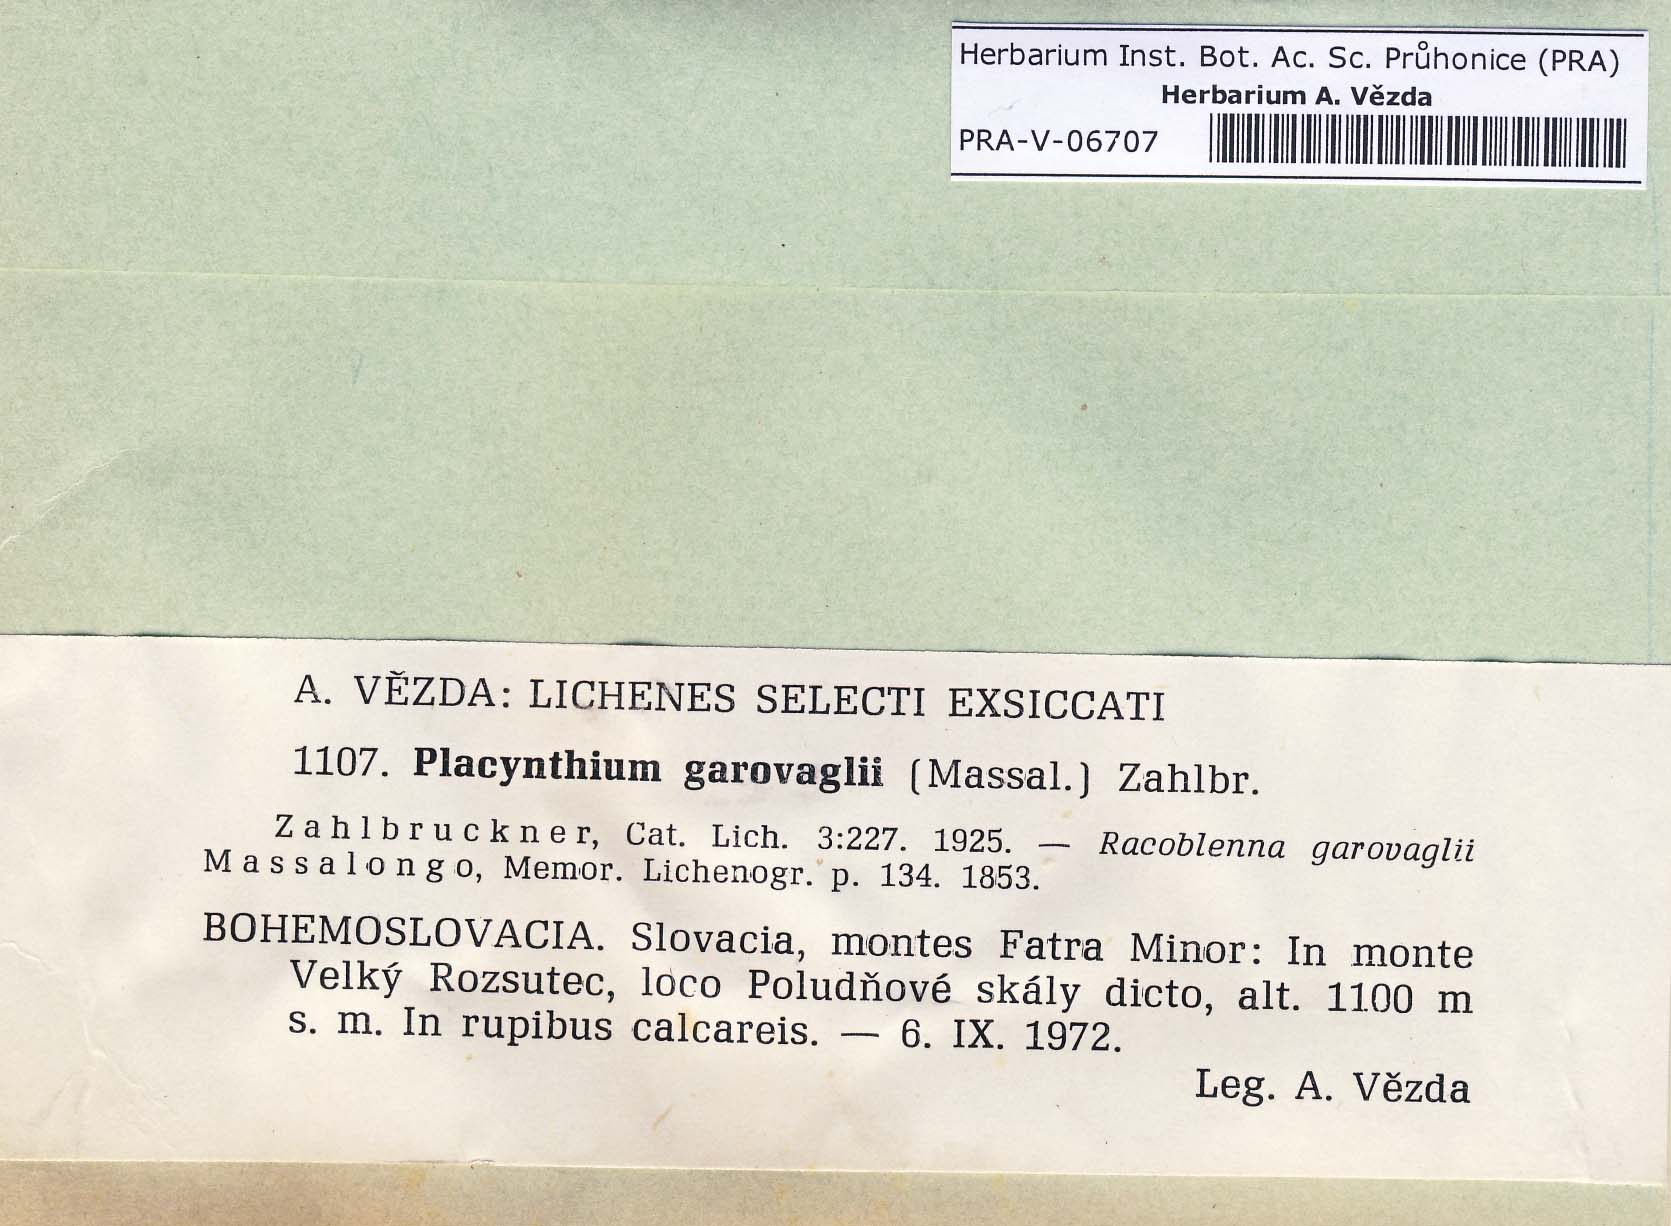 Herbarium Inst. Bot. Ac. Sc. Průhonice (PRA)
Herbarium A. Vězda
PRA-V-06707
A. VĚZDA: LICHENES SELECTI EXSICCATI
1107. Placynthium garovaglii (Massal.) Zahlbr.
Zahlbruckner, Cat. Lich. 3:227. 1925. — Racoblenna garovaglii
Massalongo, Memor. Lichenogr. p. 134. 1853.
BOHEMOSLOVACIA. Slovacia, montes Fatra Minor: In monte
Velký Rozsutec, loco Poludňové skály dicto, alt. 1100 m
s. m. In rupibus calcareis. — 6. IX. 1972.
Leg. A. Vězda